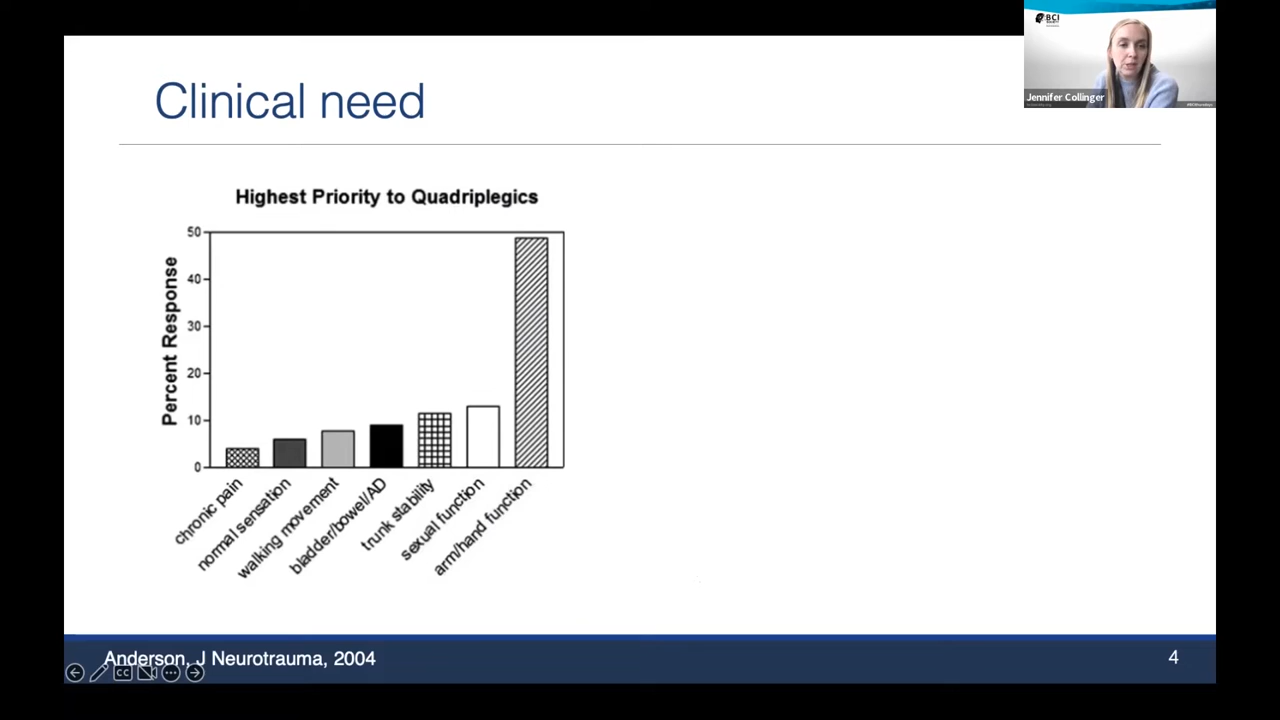 BCI
Jennifer Collinger
Clinical need
Highest Priority to Quadriplegics
Percent Response
50
40
30
20
10
0
chronic pain
normal sensation
walking movement
bladder/bowel/AD
trunk stability
sexual function
arm/hand function
Anderson, J Neurotrauma, 2004
CC
4